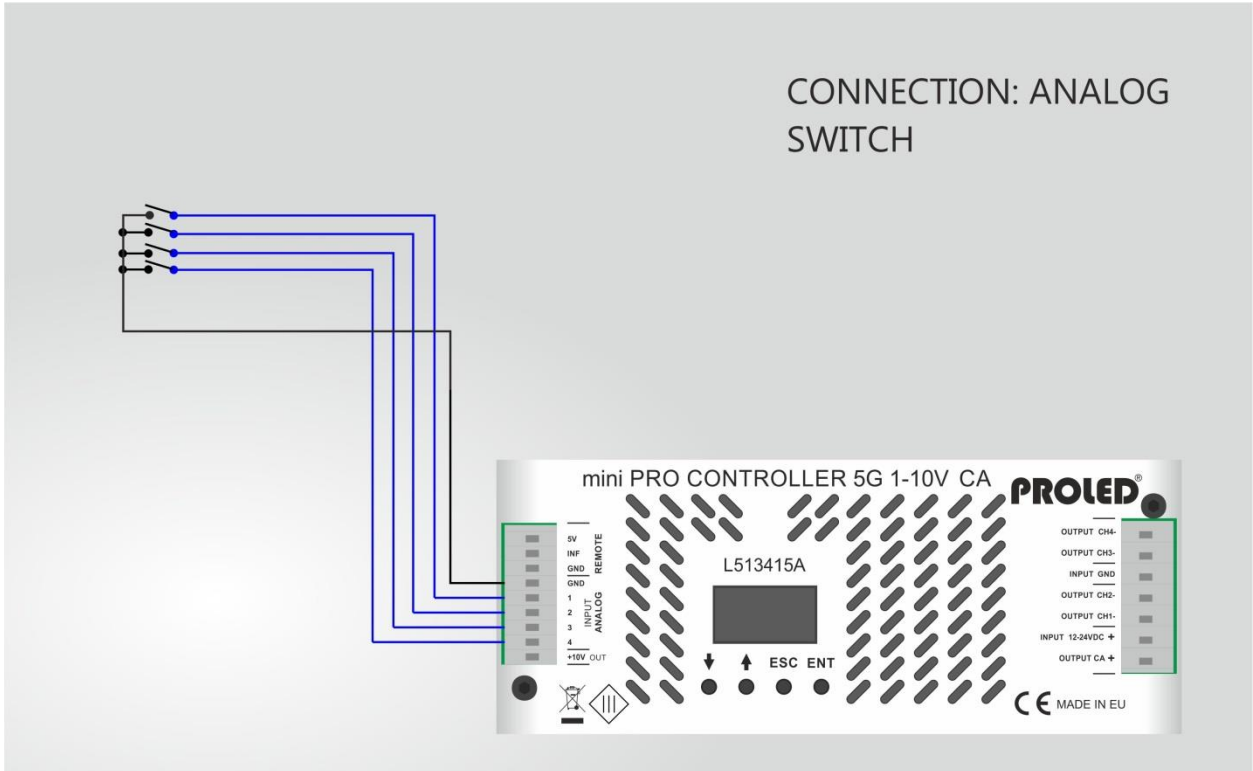 CONNECTION: ANALOG
SWITCH
mini PRO CONTROLLER 5G 1-10V CA
PROLED®
5V
INF
GND
REMOTE
GND
1
2
3
4
INPUT
ANALOG
+10V OUT
L513415A
ESC ENT
OUTPUT CH4-
OUTPUT CH3-
INPUT GND
OUTPUT CH2-
OUTPUT CH1-
INPUT 12-24VDC +
OUTPUT CA +
CE MADE IN EU